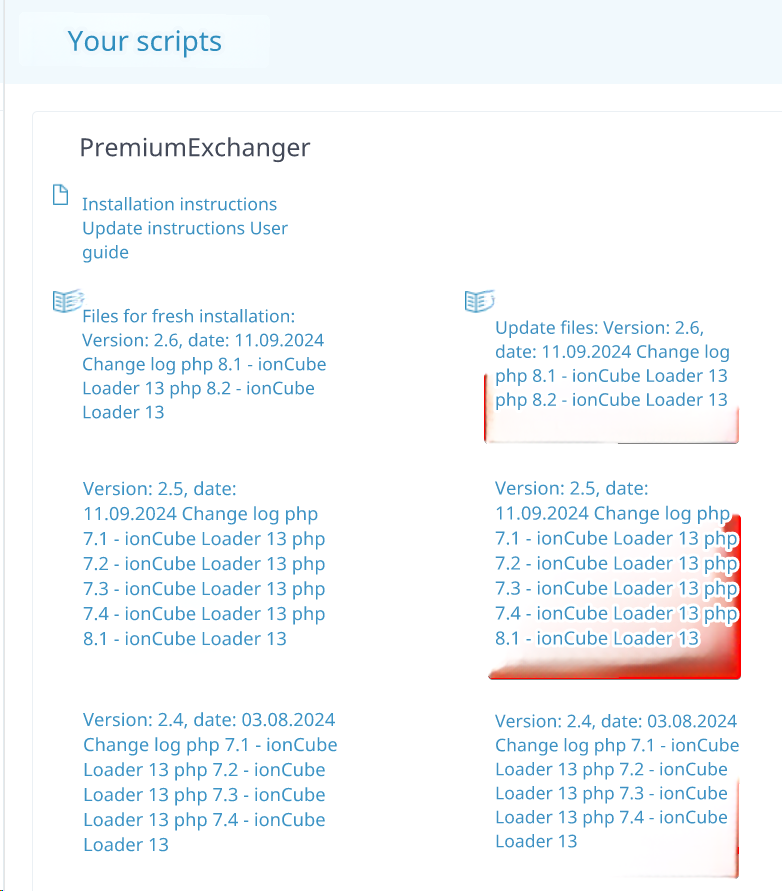 Your scripts
PremiumExchanger
Installation instructions
Update instructions User
guide
Files for fresh installation:
Version: 2.6, date: 11.09.2024
Change log php 8.1 - ionCube
Loader 13 php 8.2 - ionCube
Loader 13
Update files: Version: 2.6,
date: 11.09.2024 Change log
php 8.1 - ionCube Loader 13
php 8.2 - ionCube Loader 13
Version: 2.5, date:
11.09.2024 Change log php
7.1 - ionCube Loader 13 php
7.2 - ionCube Loader 13 php
7.3 - ionCube Loader 13 php
7.4 - ionCube Loader 13 php
8.1 - ionCube Loader 13
Version: 2.5, date:
11.09.2024 Change log php
7.1 - ionCube Loader 13 php
7.2 - ionCube Loader 13 php
7.3 - ionCube Loader 13 php
7.4 - ionCube Loader 13 php
8.1 - ionCube Loader 13
Version: 2.4, date: 03.08.2024
Change log php 7.1 - ionCube
Loader 13 php 7.2 - ionCube
Loader 13 php 7.3 - ionCube
Loader 13 php 7.4 - ionCube
Loader 13
Version: 2.4, date: 03.08.2024
Change log php 7.1 - ionCube
Loader 13 php 7.2 - ionCube
Loader 13 php 7.3 - ionCube
Loader 13 php 7.4 - ionCube
Loader 13